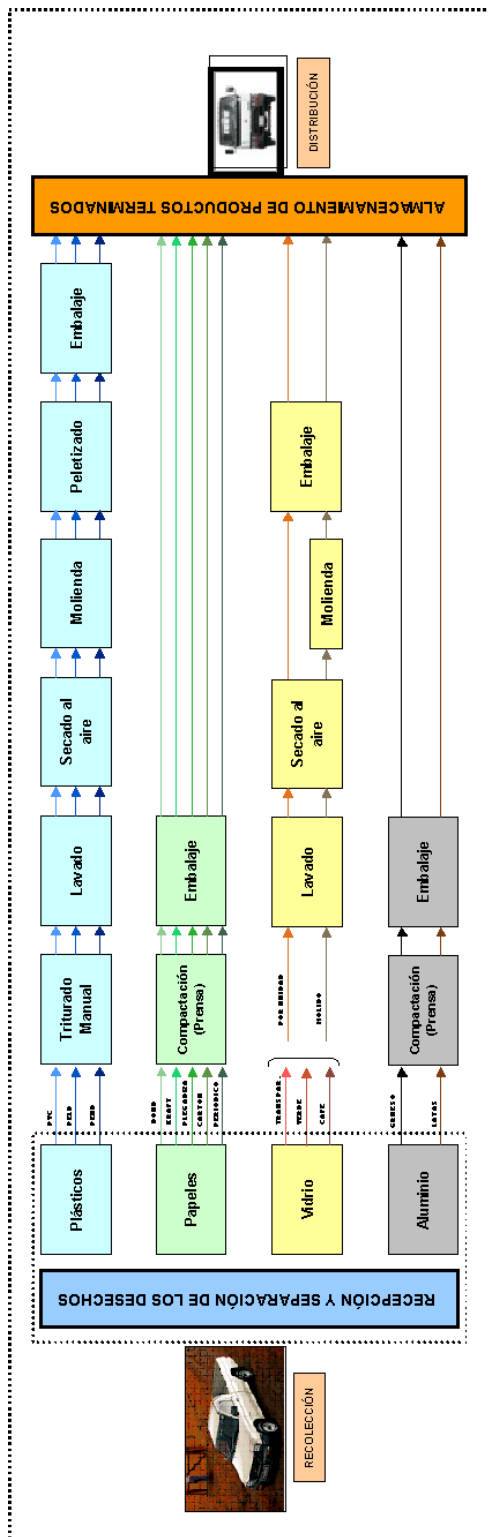 RECOLECCIÓN
RECEPCIÓN Y SEPARACIÓN DE LOS DESECHOS
Plásticos
PVC
PELD
PEHD
Triturado
Manual
Lavado
Secado al
aire
Molienda
Peletizado
Embalaje
Papeles
BOND
KRAFT
PLEGADIZA
CARTON
PERIODICO
Compactación
(Prensa)
Embalaje
Vidrio
TRANSPAR.
VERDE
CAFE
POR UNIDAD
MOLIDO
Lavado
Secado al
aire
Molienda
Embalaje
Aluminio
GRUESO
LATAS
Compactación
(Prensa)
Embalaje
ALMACENAMIENTO DE PRODUCTOS TERMINADOS
DISTRIBUCIÓN